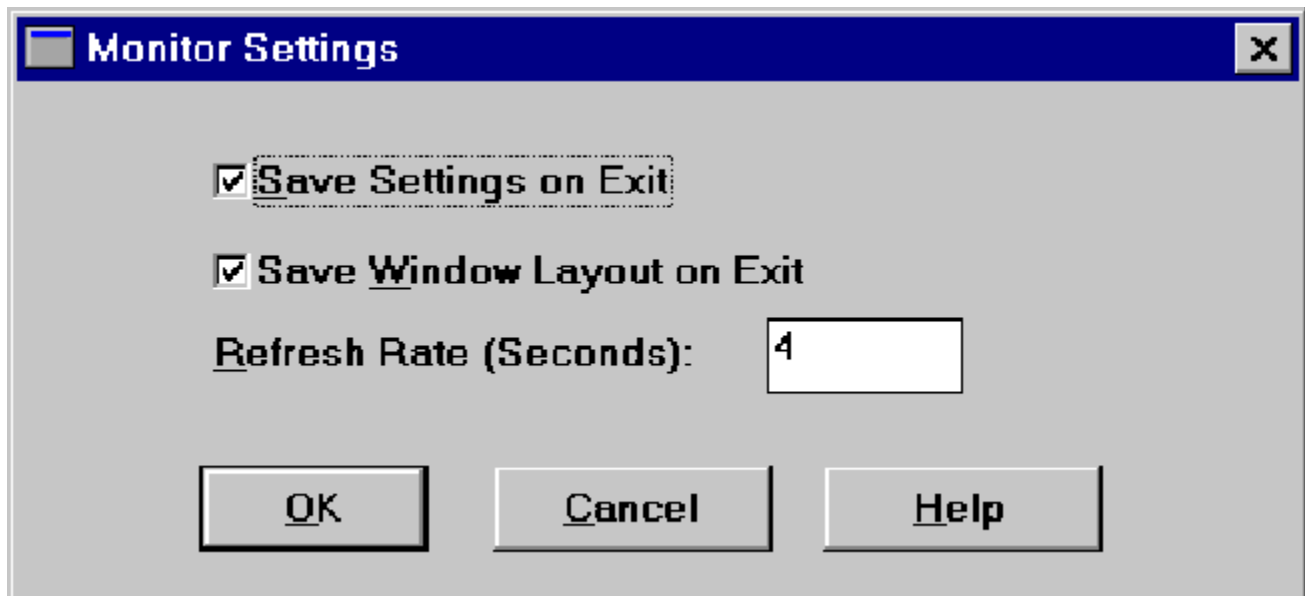 Monitor Settings
Save Settings on Exit
Save Window Layout on Exit
Refresh Rate (Seconds): 4
OK Cancel Help